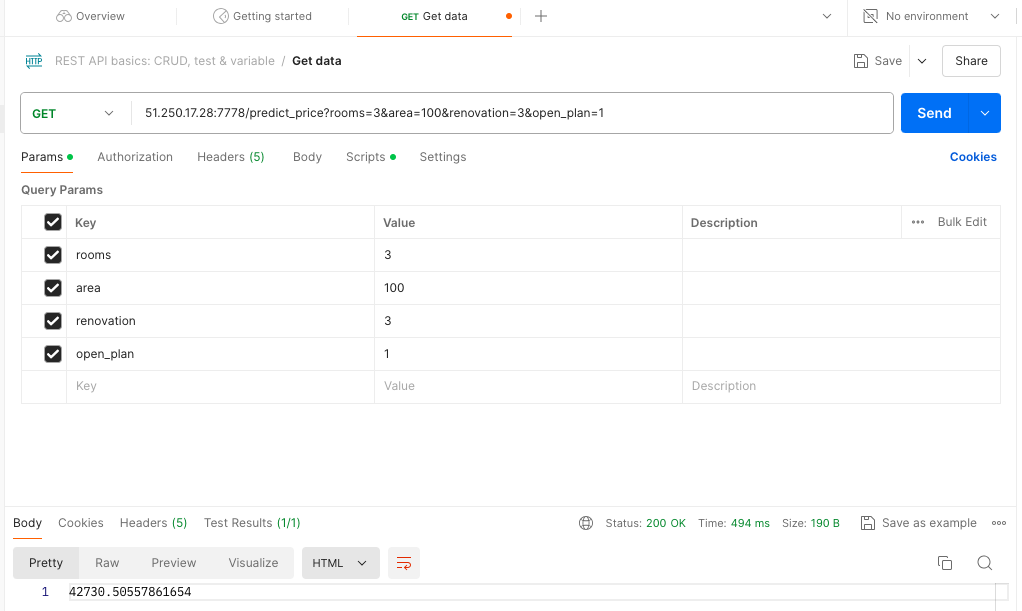 Overview Getting started GET Get data No environment
HTTP REST API basics: CRUD, test & variable / Get data Save Share
GET 51.250.17.28:7778/predict_price?rooms=3&area=100&renovation=3&open_plan=1 Send
Params Authorization Headers (5) Body Scripts Settings Cookies
Query Params
Key Value Description ••• Bulk Edit
rooms 3
area 100
renovation 3
open_plan 1
Key Value Description
Body Cookies Headers (5) Test Results (1/1) Status: 200 OK Time: 494 ms Size: 190 B Save as example
Pretty Raw Preview Visualize HTML
1 42730.50557861654